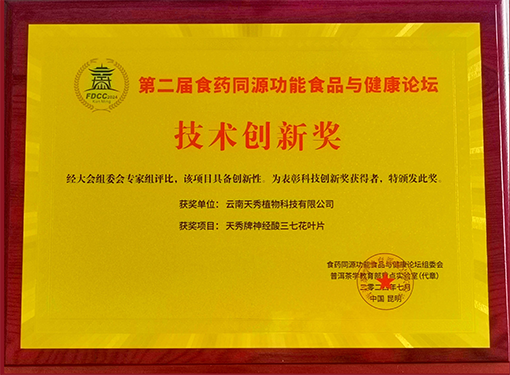 FDCC2024
第二届食药同源功能食品与健康论坛
技术创新奖
经大会组委会专家组评比，该项目具备创新性。为表彰科技创新奖获得者，特颁发此奖。
获奖单位：云南天秀植物科技有限公司
获奖项目：天秀牌神经酸三七花叶片
食药同源功能食品与健康论坛组委会
普洱茶学教育部重点实验室(代章)
二零二四年七月
中国 昆明